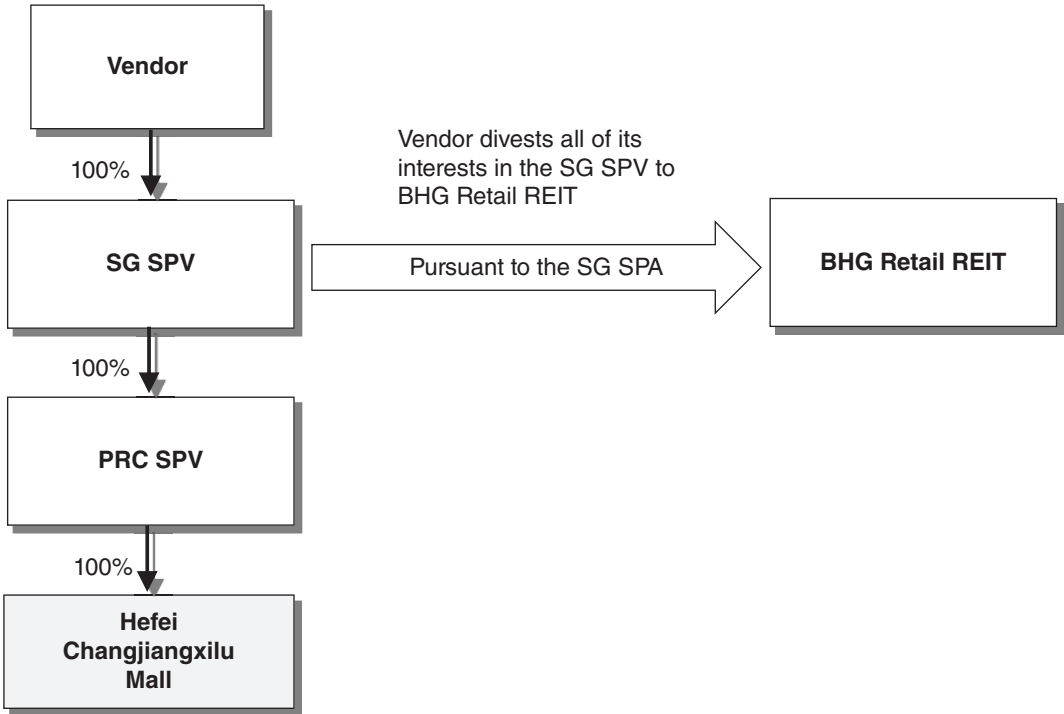 Vendor
100%
Vendor divests all of its
interests in the SG SPV to
BHG Retail REIT
SG SPV
Pursuant to the SG SPA
BHG Retail REIT
100%
PRC SPV
100%
Hefei
Changjiangxilu
Mall